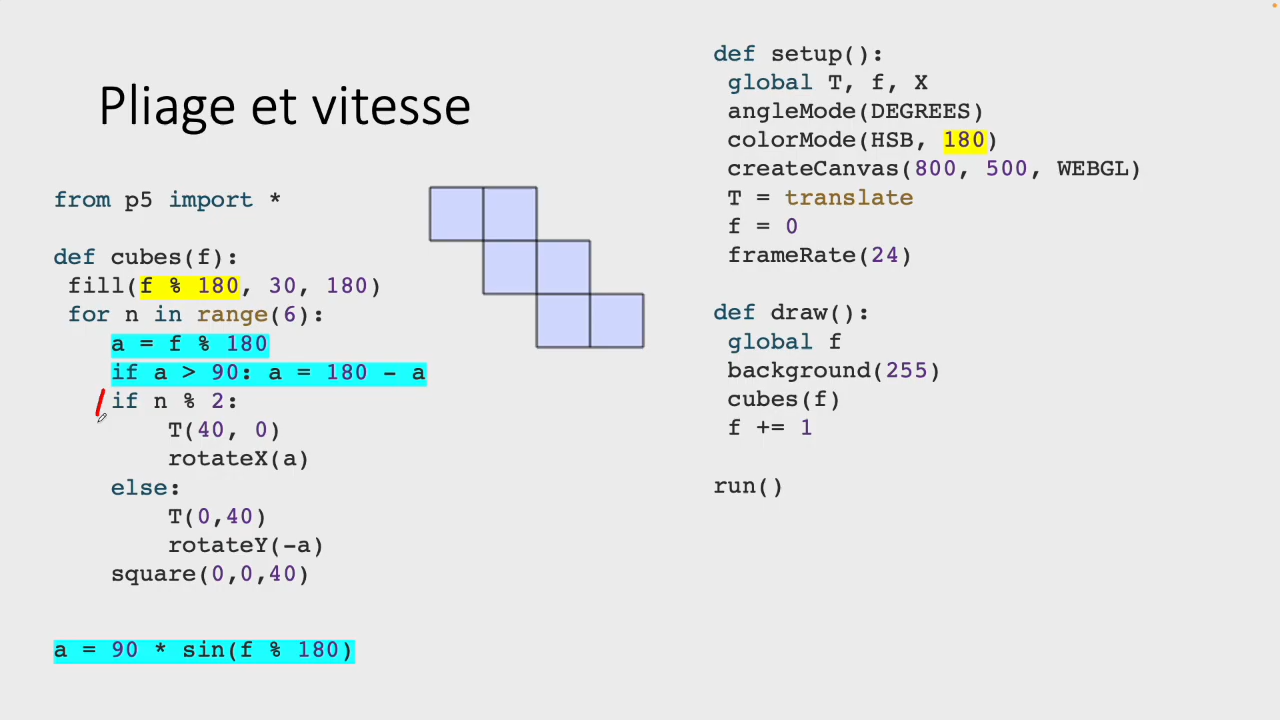 Pliage et vitesse
from p5 import *
def cubes(f):
fill(f % 180, 30, 180)
for n in range(6):
a = f % 180
if a > 90: a = 180 - a
if n % 2:
T(40, 0)
rotateX(a)
else:
T(0,40)
rotateY(-a)
square(0,0,40)
a = 90 * sin(f % 180)
def setup():
global T, f, X
angleMode(DEGREES)
colorMode(HSB, 180)
createCanvas(800, 500, WEBGL)
T = translate
f = 0
frameRate(24)
def draw():
global f
background(255)
cubes(f)
f += 1
run()